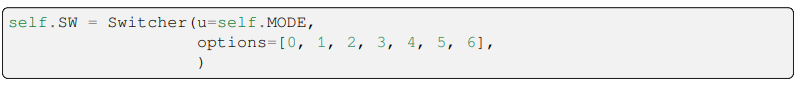 self.SW = Switcher(u=self.MODE,
                   options=[0, 1, 2, 3, 4, 5, 6],
                   )